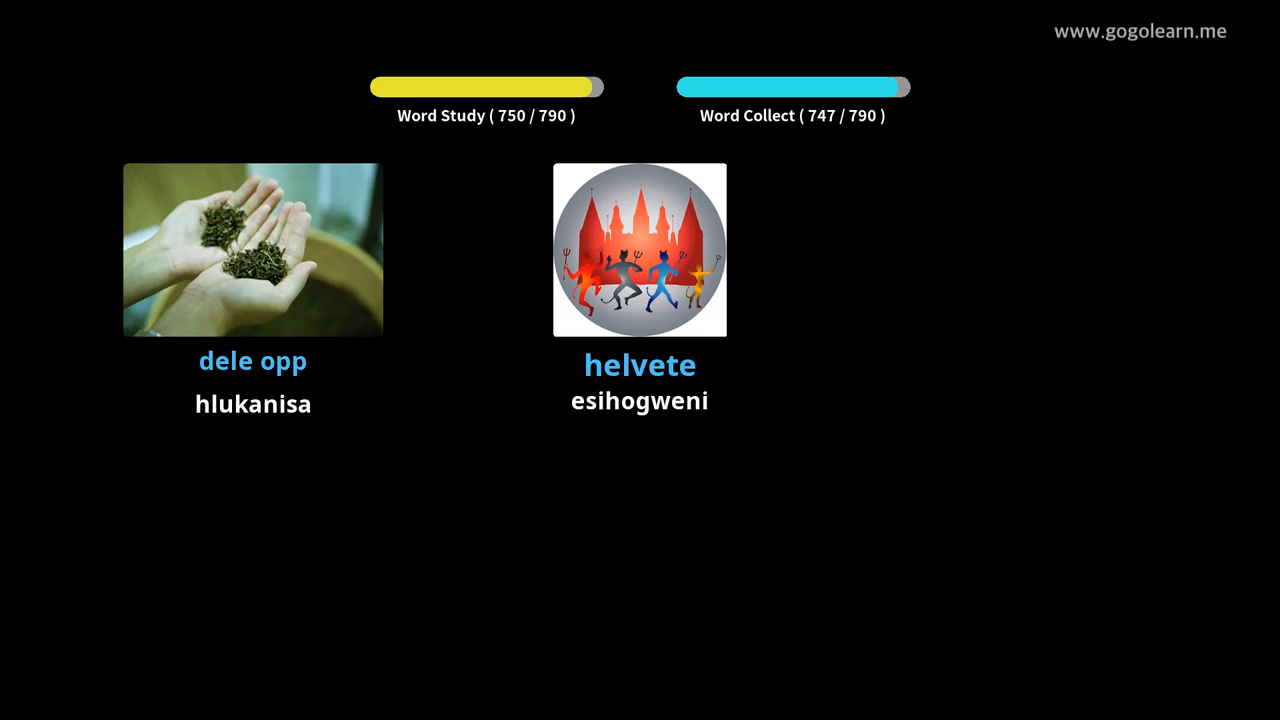 www.gogolearn.me
Word Study ( 750 / 790 )
Word Collect ( 747 / 790 )
dele opp
hlukanisa
helvete
esihogweni